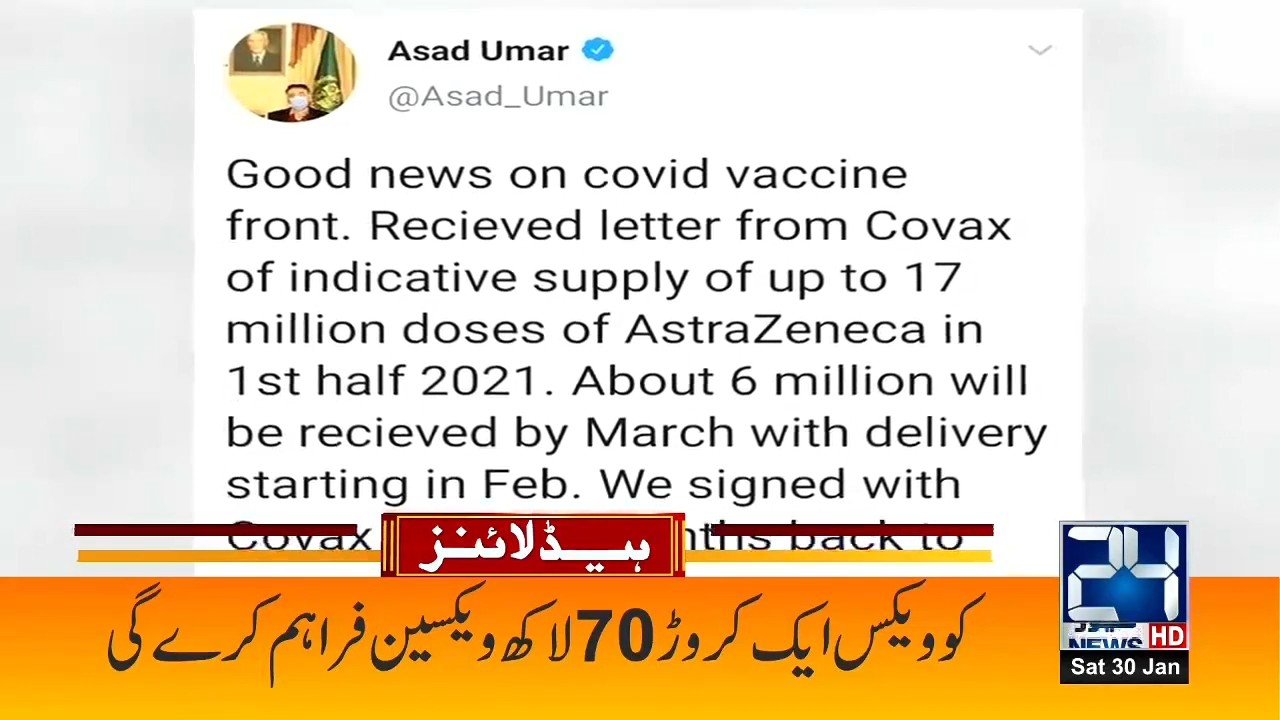 Asad Umar
@Asad_Umar
Good news on covid vaccine
front. Recieved letter from Covax
of indicative supply of up to 17
million doses of AstraZeneca in
1st half 2021. About 6 million will
be recieved by March with delivery
starting in Feb. We signed with
Covax back to
ہیڈلائنز
کوویکس ایک کروڑ 70 لاکھ ویکسین فراہم کرے گی
24
NEWS HD
Sat 30 Jan